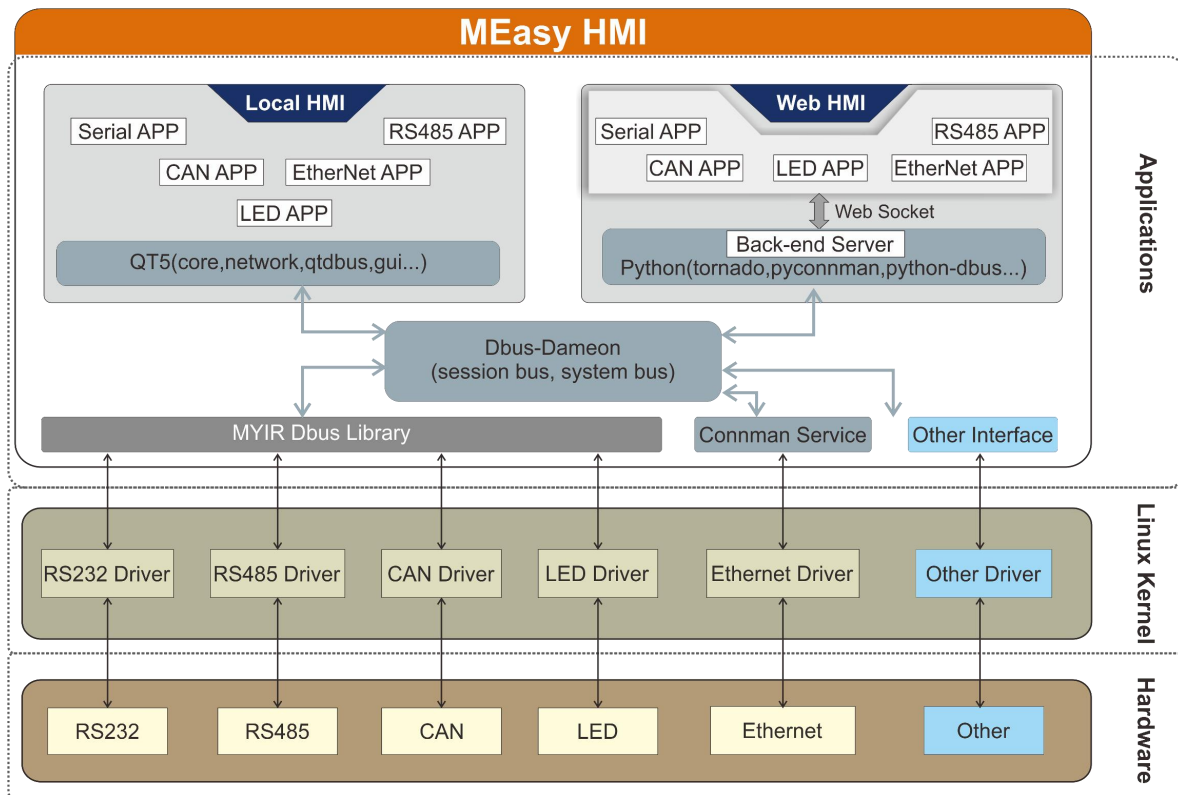 MEasy HMI
Local HMI
Serial APP
RS485 APP
CAN APP
EtherNet APP
LED APP
QT5(core,network,qtdbus,gui...)
Web HMI
Serial APP
RS485 APP
CAN APP
LED APP
EtherNet APP
Web Socket
Back-end Server
Python(tornado,pyconnman,python-dbus...)
Dbus-Dameon
(session bus, system bus)
MYIR Dbus Library
Connman Service
Other Interface
Applications
RS232 Driver
RS485 Driver
CAN Driver
LED Driver
Ethernet Driver
Other Driver
Linux Kernel
RS232
RS485
CAN
LED
Ethernet
Other
Hardware